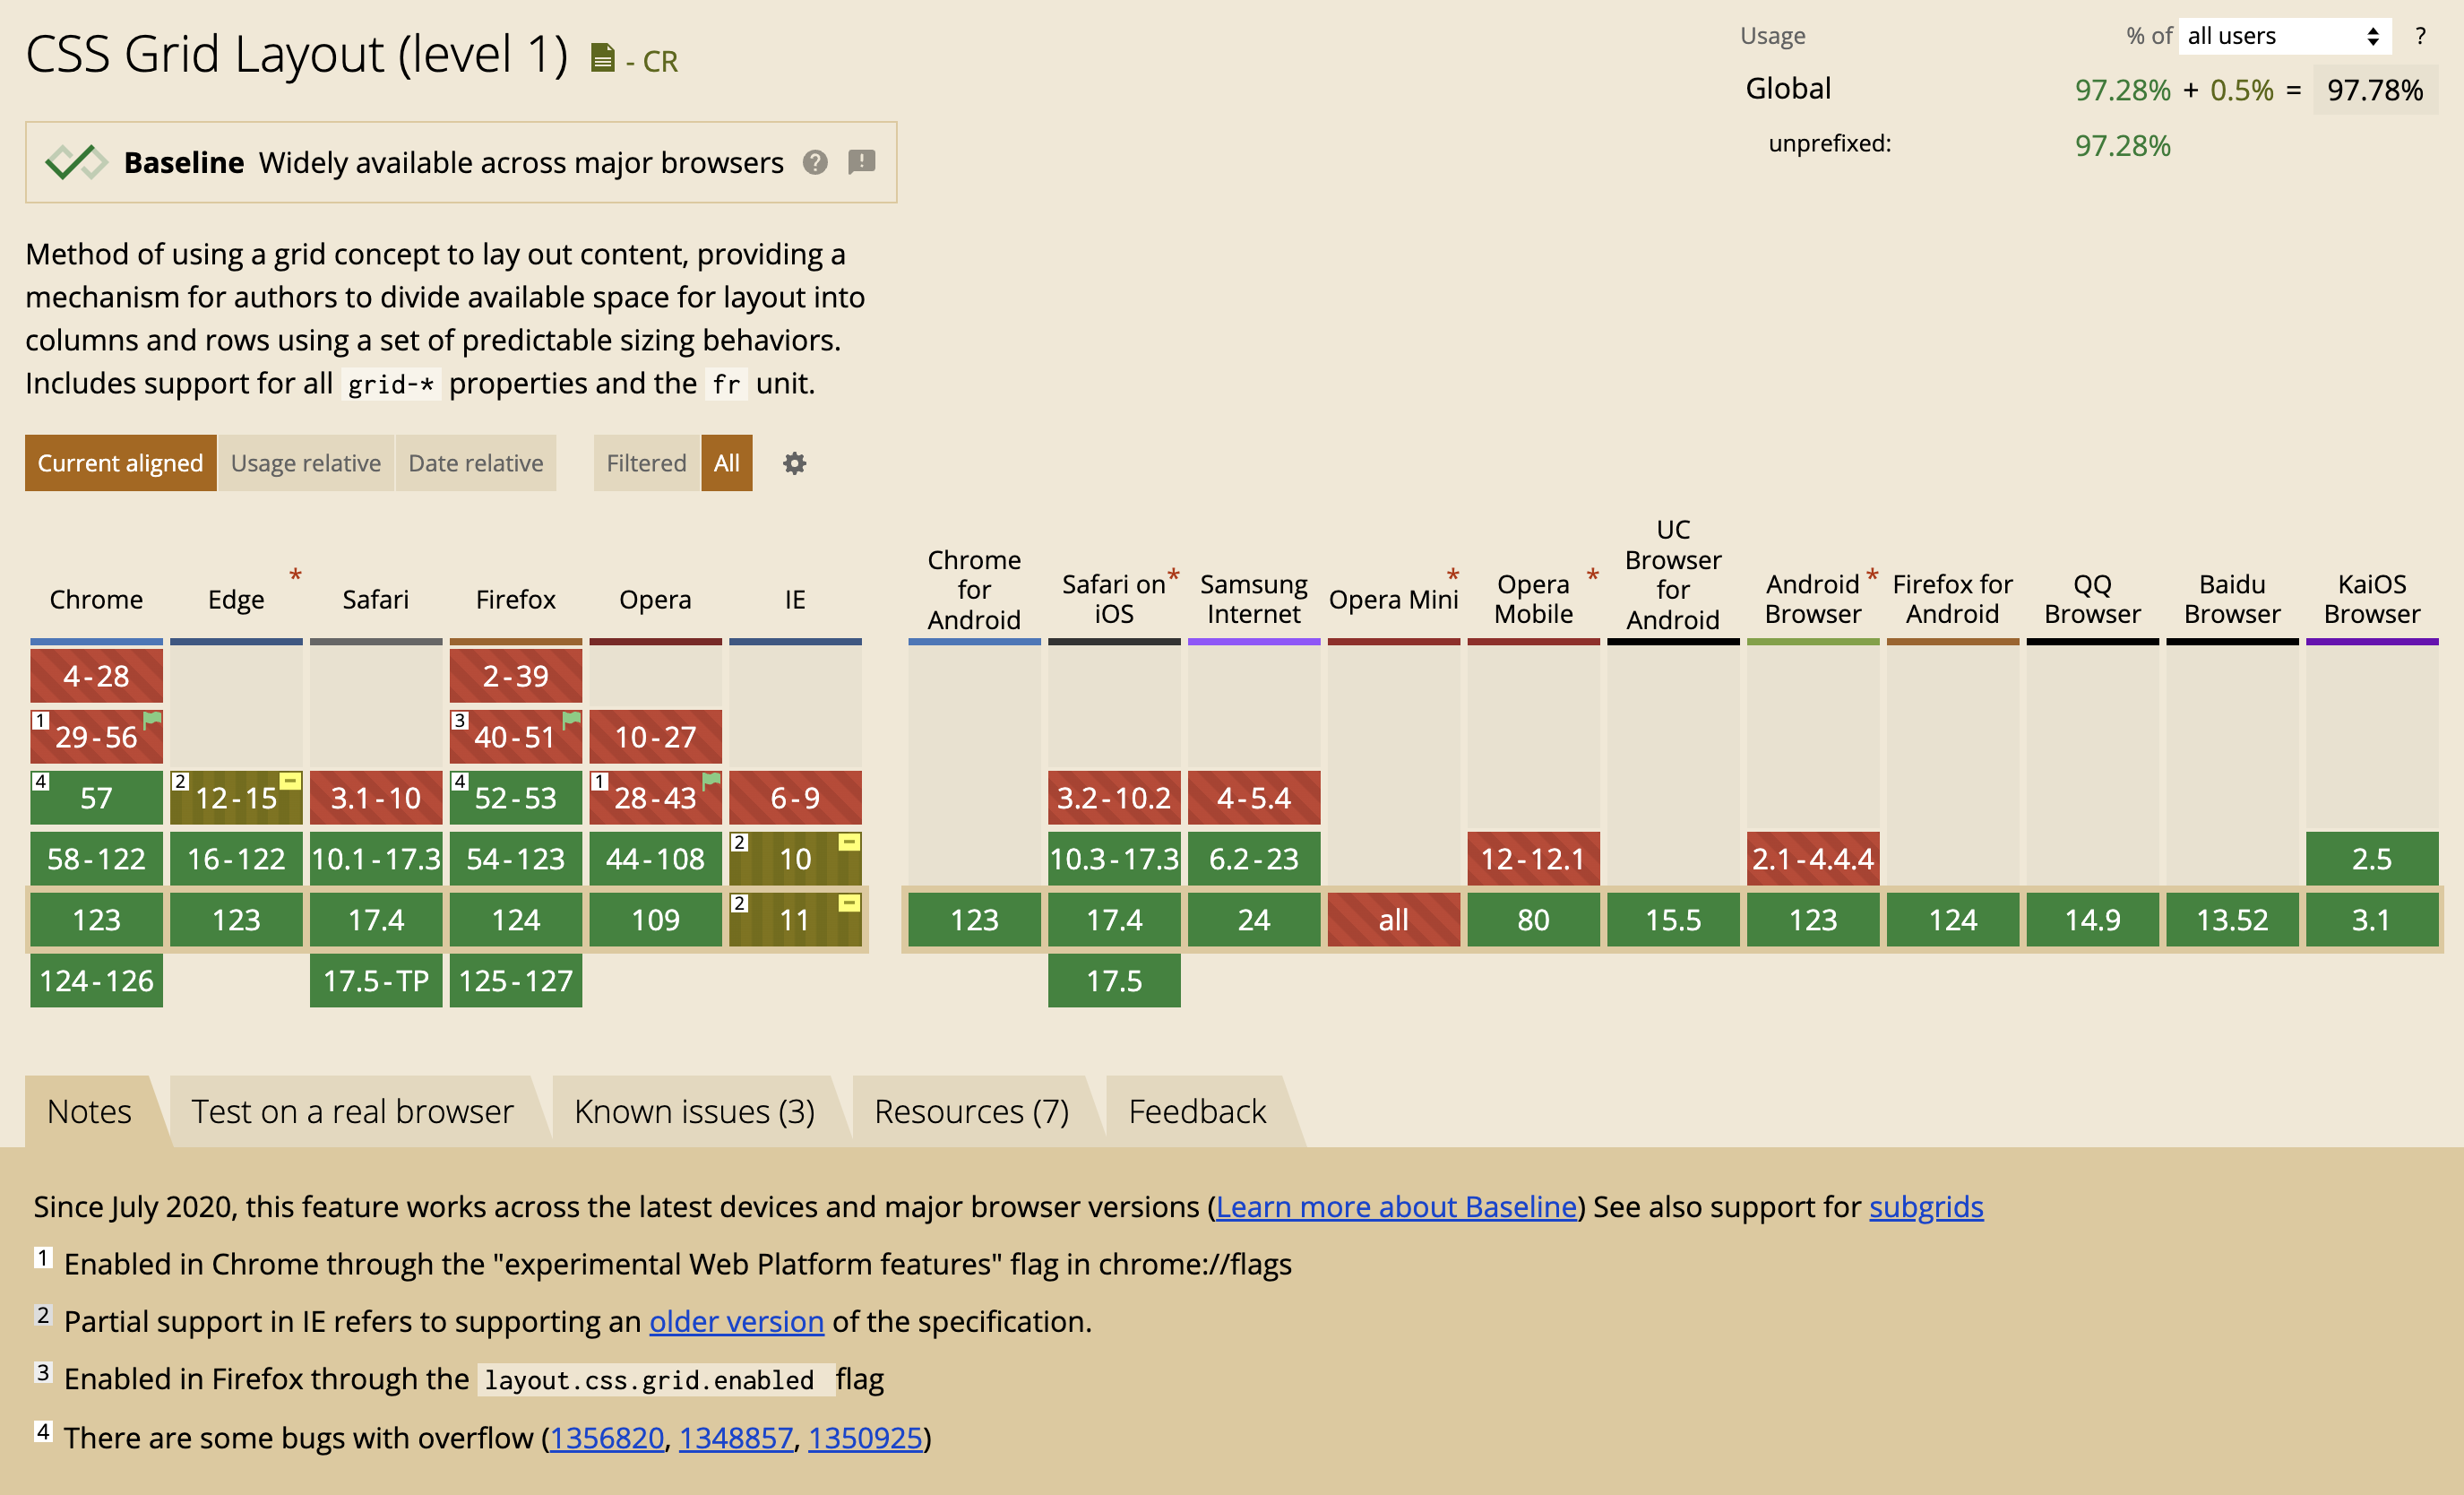 CSS Grid Layout (level 1) - CR
Usage % of all users ?
Global 97.28% + 0.5% = 97.78%
unprefixed: 97.28%
Baseline Widely available across major browsers
Method of using a grid concept to lay out content, providing a
mechanism for authors to divide available space for layout into
columns and rows using a set of predictable sizing behaviors.
Includes support for all grid-* properties and the fr unit.
Current aligned Usage relative Date relative Filtered All
Chrome Edge * Safari Firefox Opera IE
Chrome for Android Safari on iOS * Samsung Internet Opera Mini * Opera Mobile * UC Browser for Android Android Browser * Firefox for Android QQ Browser Baidu Browser KaiOS Browser
4-28 2-39
1 29-56 3 40-51 10-27
4 57 2 12-15 3.1-10 4 52-53 1 28-43 6-9 3.2-10.2 4-5.4
58-122 16-122 10.1-17.3 54-123 44-108 2 10 10.3-17.3 6.2-23 12-12.1 2.1-4.4.4 2.5
123 123 17.4 124 109 2 11 123 17.4 24 all 80 15.5 123 124 14.9 13.52 3.1
124-126 17.5-TP 125-127 17.5
Notes Test on a real browser Known issues (3) Resources (7) Feedback
Since July 2020, this feature works across the latest devices and major browser versions (Learn more about Baseline) See also support for subgrids
1 Enabled in Chrome through the "experimental Web Platform features" flag in chrome://flags
2 Partial support in IE refers to supporting an older version of the specification.
3 Enabled in Firefox through the layout.css.grid.enabled flag
4 There are some bugs with overflow (1356820, 1348857, 1350925)